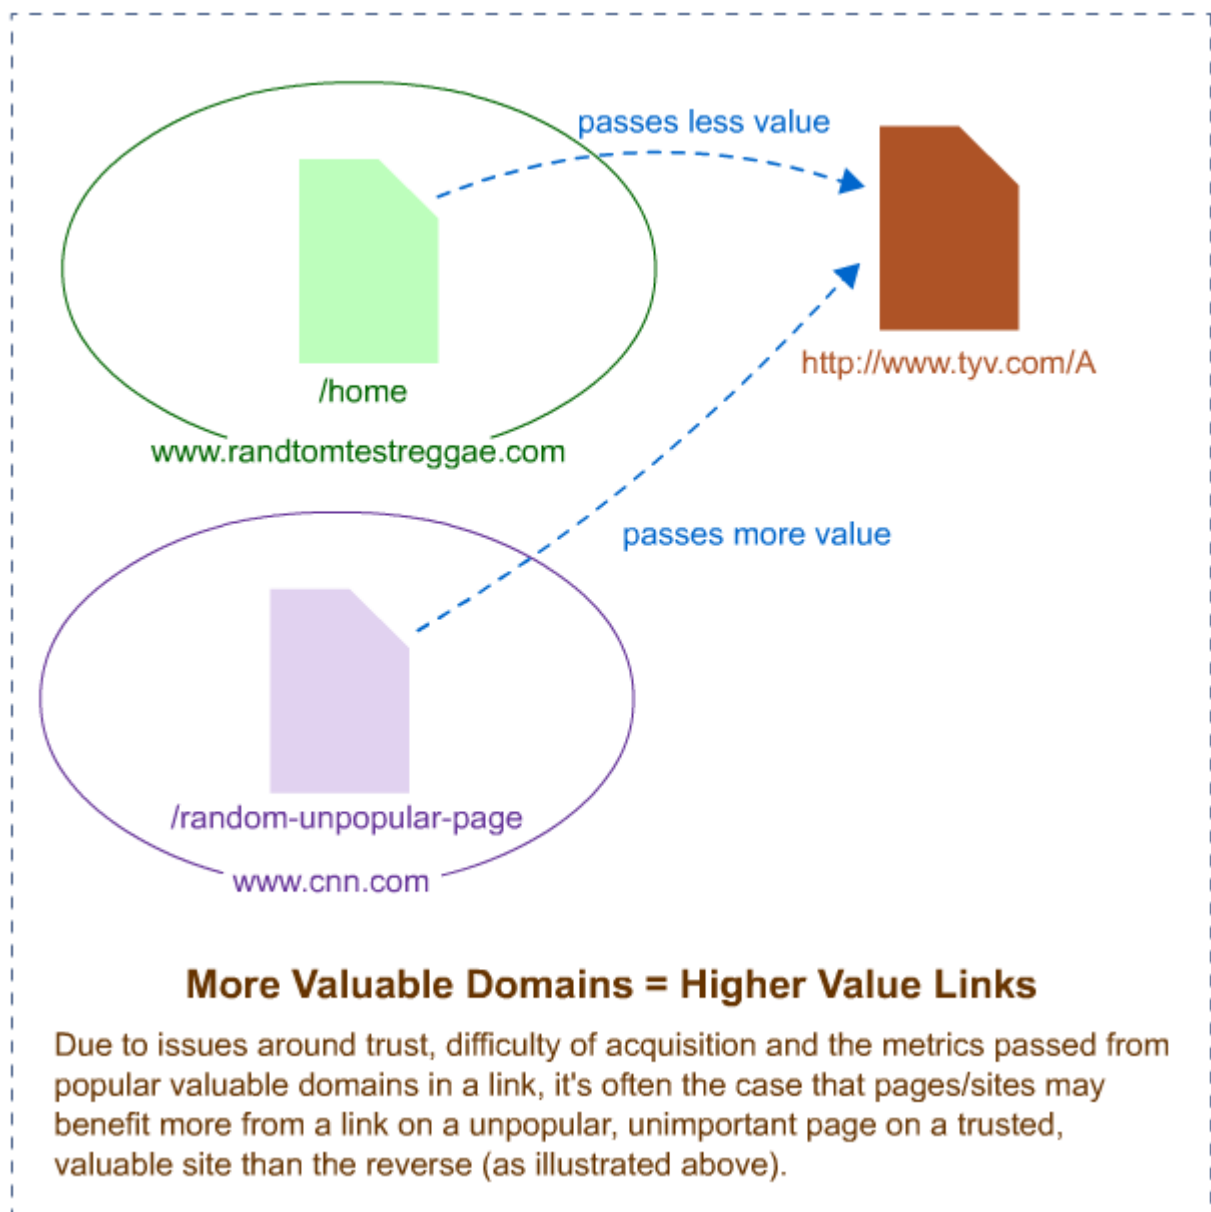 passes less value
/home
www.randtomtestreggae.com
http://www.tyv.com/A
passes more value
/random-unpopular-page
www.cnn.com
More Valuable Domains = Higher Value Links
Due to issues around trust, difficulty of acquisition and the metrics passed from
popular valuable domains in a link, it's often the case that pages/sites may
benefit more from a link on a unpopular, unimportant page on a trusted,
valuable site than the reverse (as illustrated above).